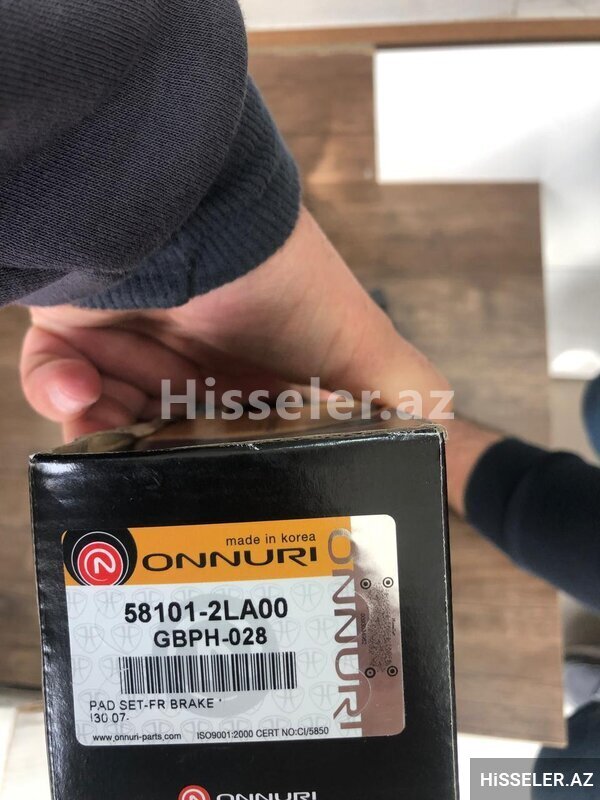 Hisseler.az
made in korea
ONNURI
58101-2LA00
GBPH-028
PAD SET-FR BRAKE '
I30 07-
www.onnuri-parts.com ISO9001:2000 CERT NO:CI/5850
ONNURI
ONNURI
HiSSELER.AZ